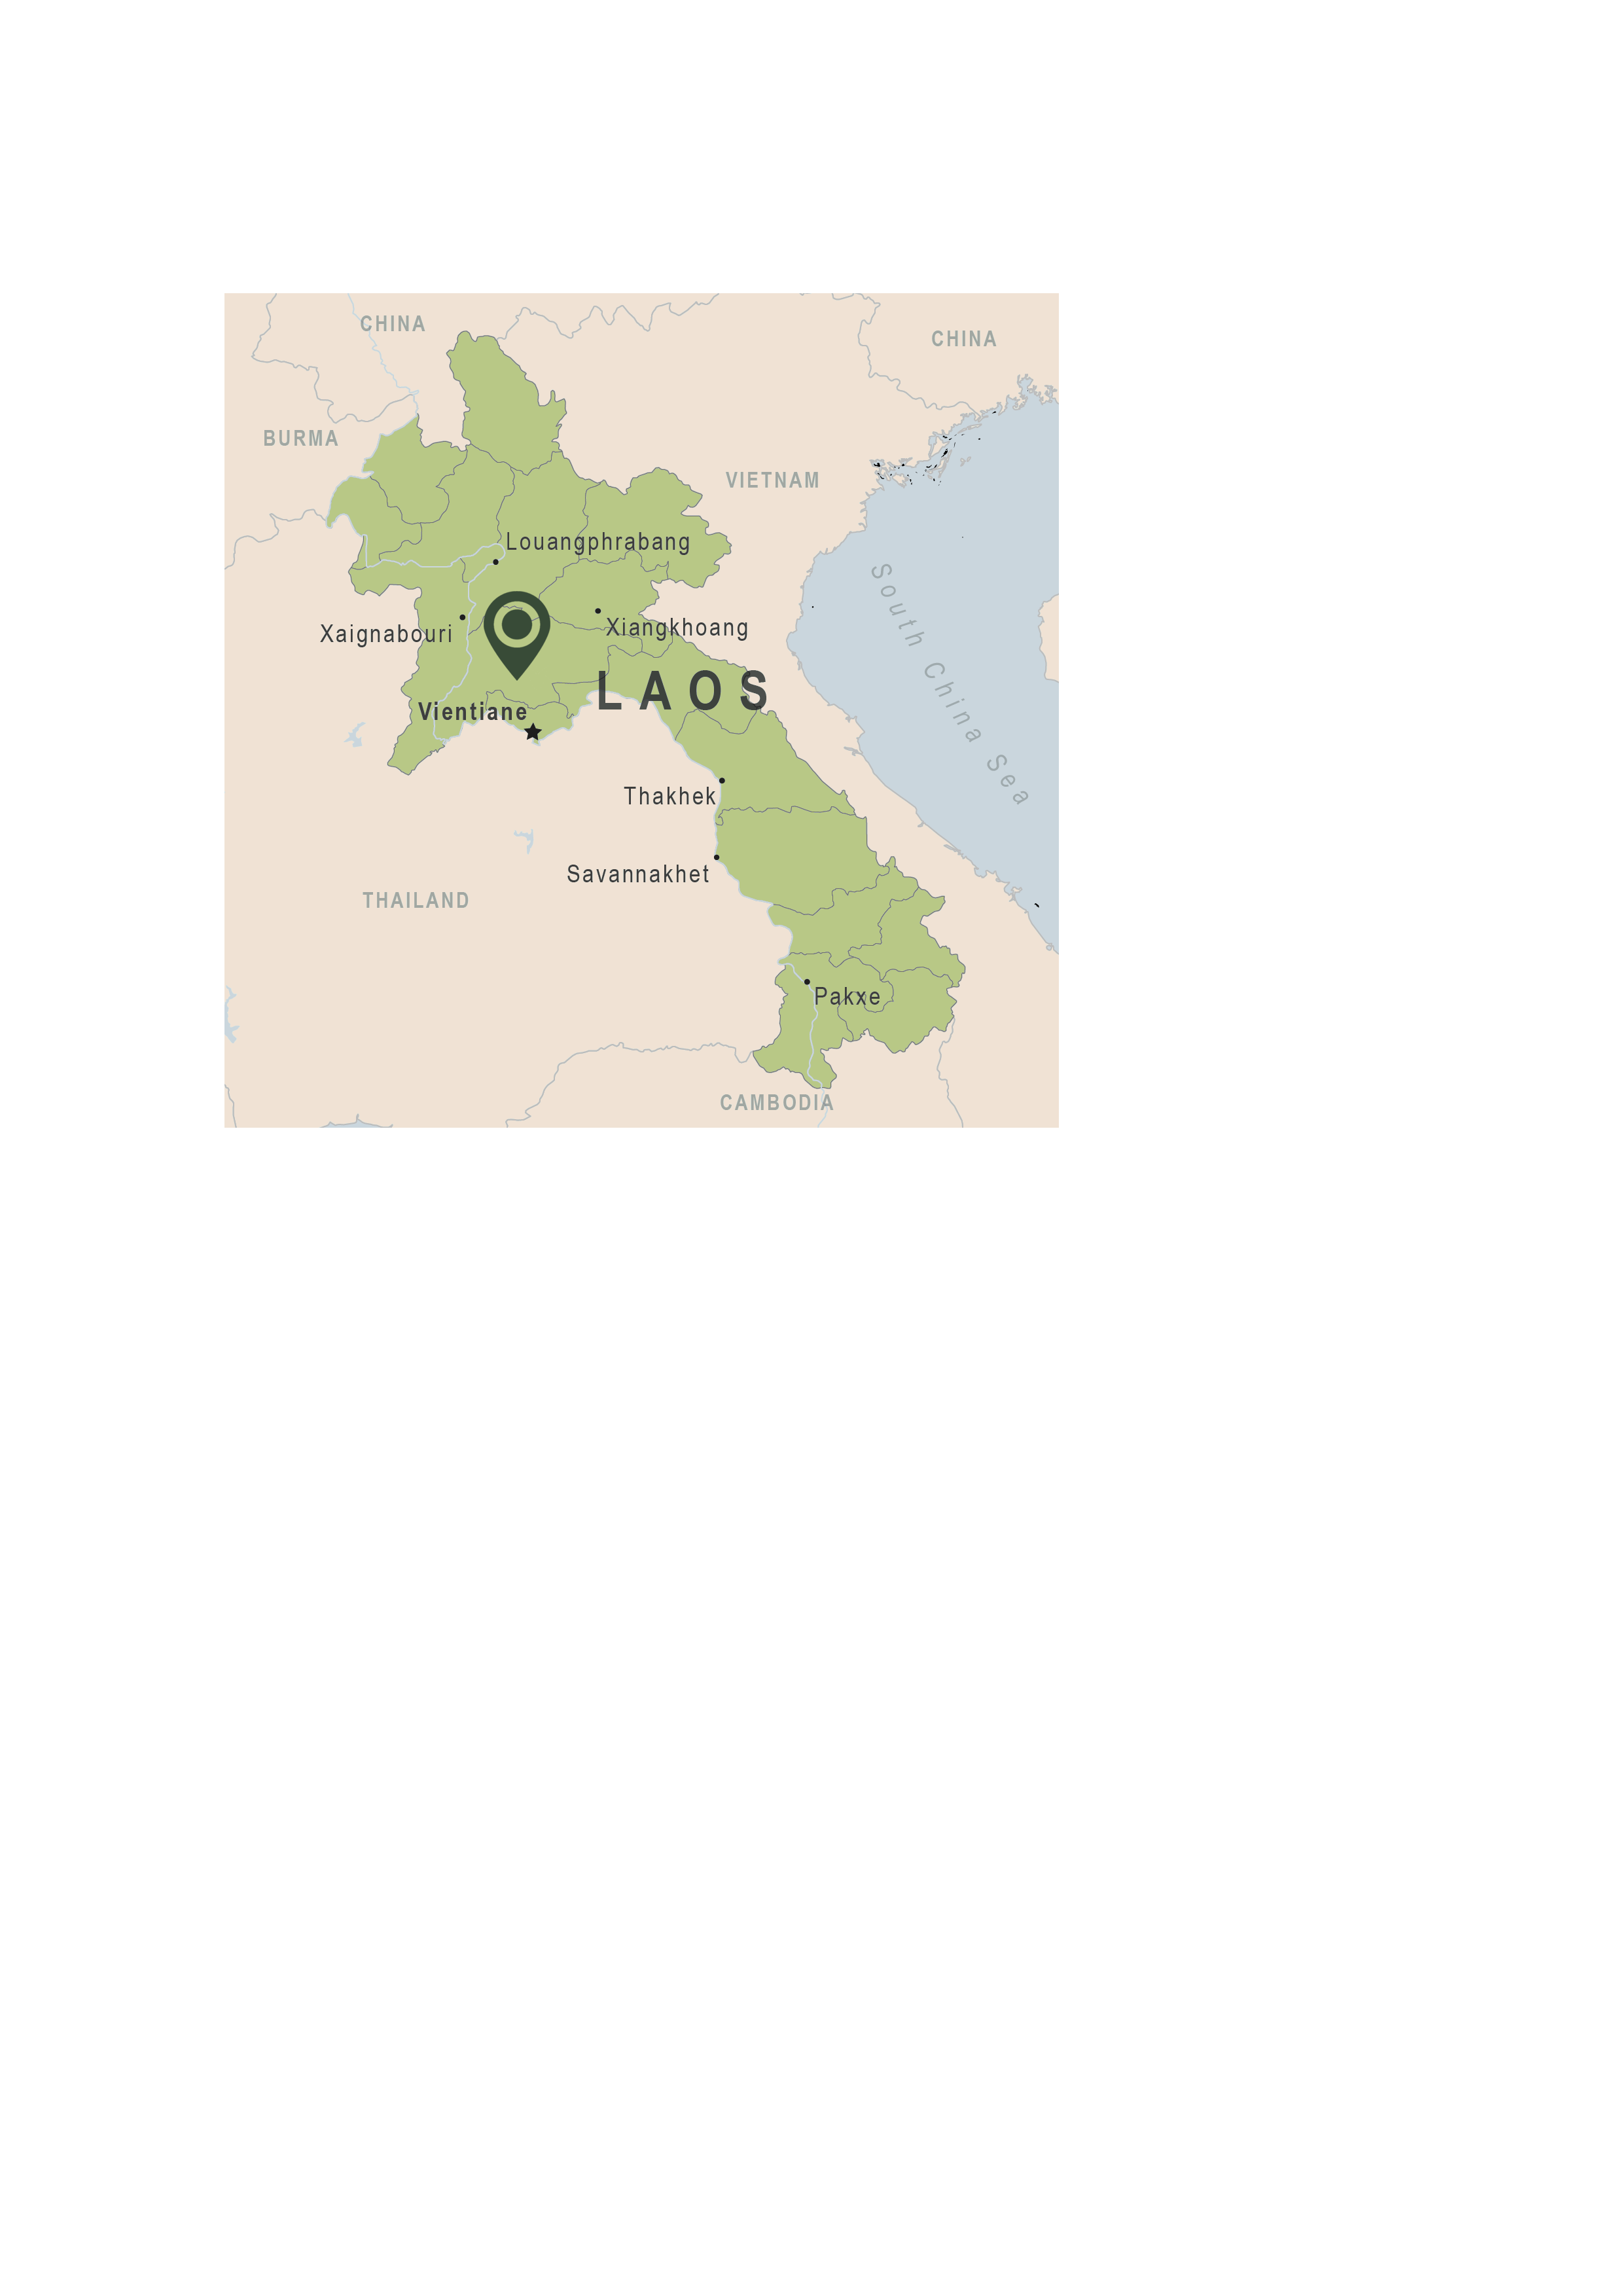 CHINA
CHINA
BURMA
VIETNAM
Louangphrabang
South China Sea
Xiangkhoang
Xaignabouri
LAOS
Vientiane
Thakhek
Savannakhet
THAILAND
Pakxe
CAMBODIA